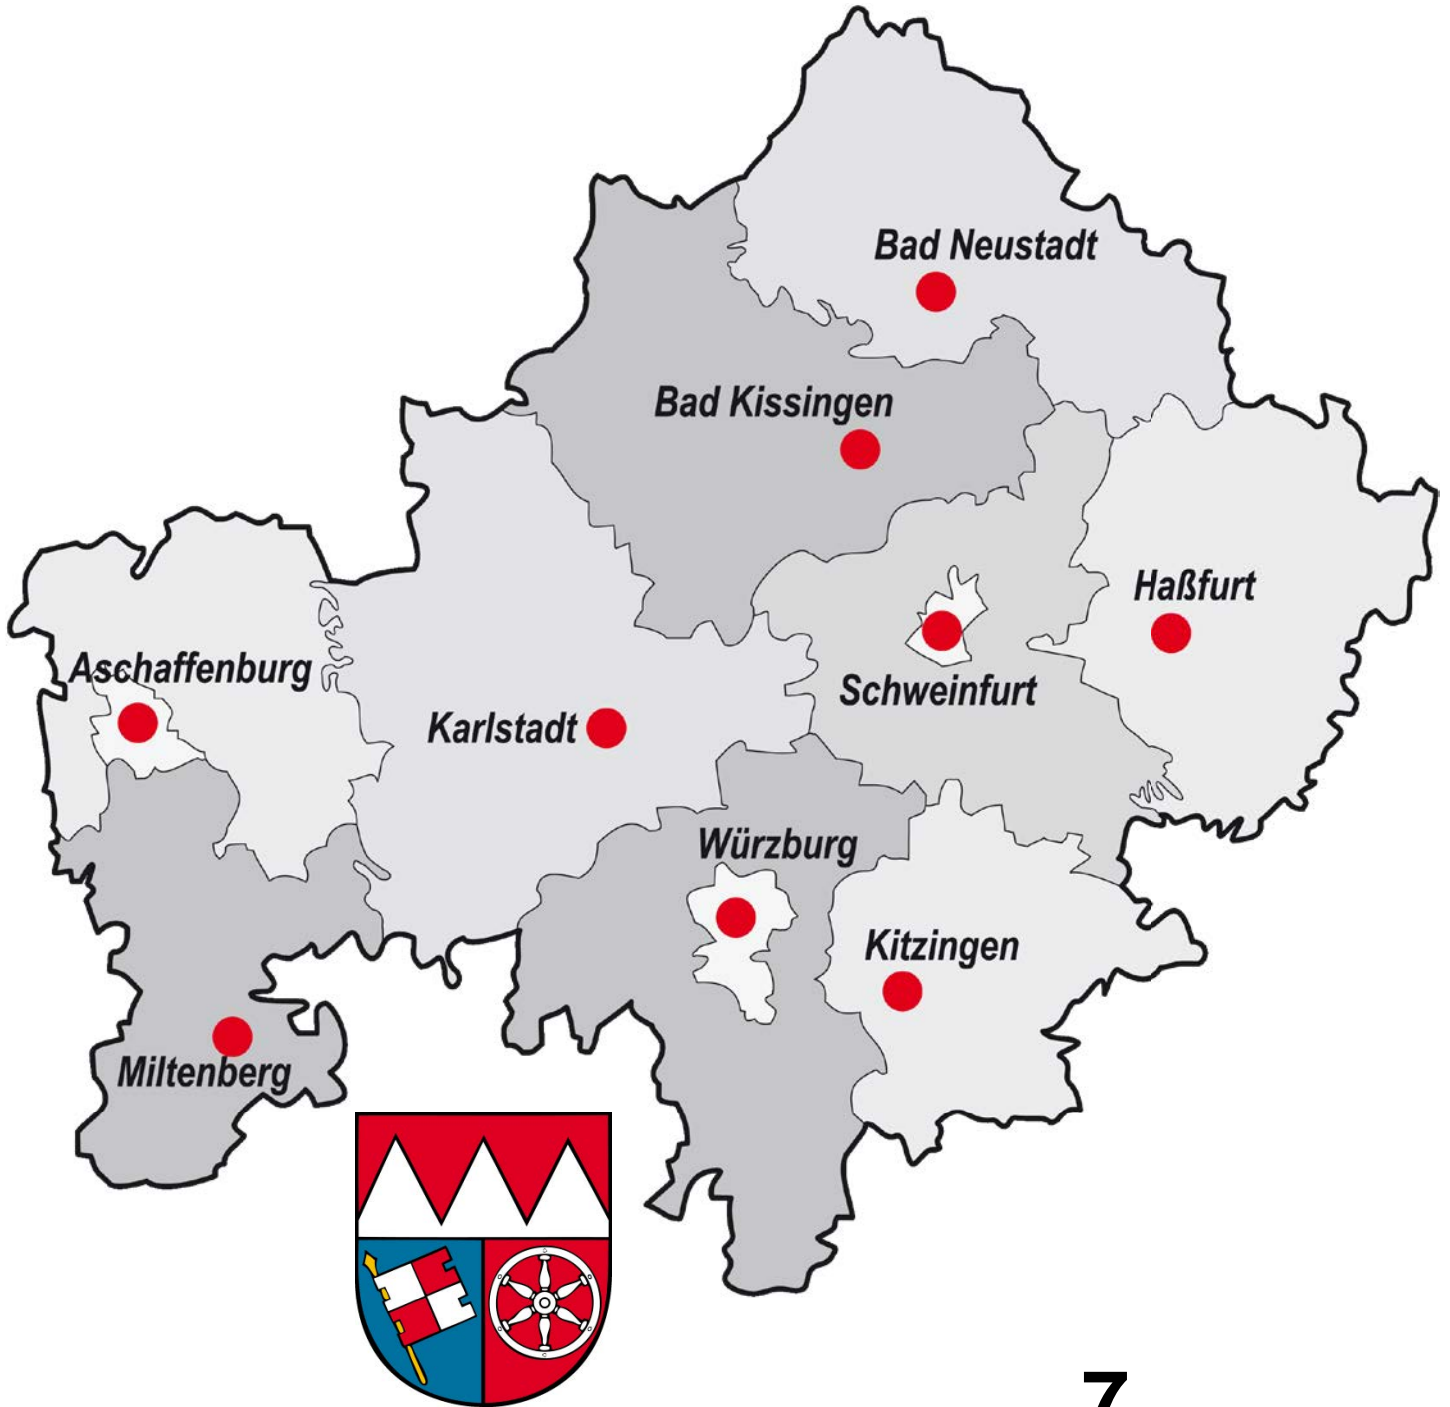 Bad Neustadt
Bad Kissingen
Haßfurt
Aschaffenburg
Schweinfurt
Karlstadt
Würzburg
Kitzingen
Miltenberg
7